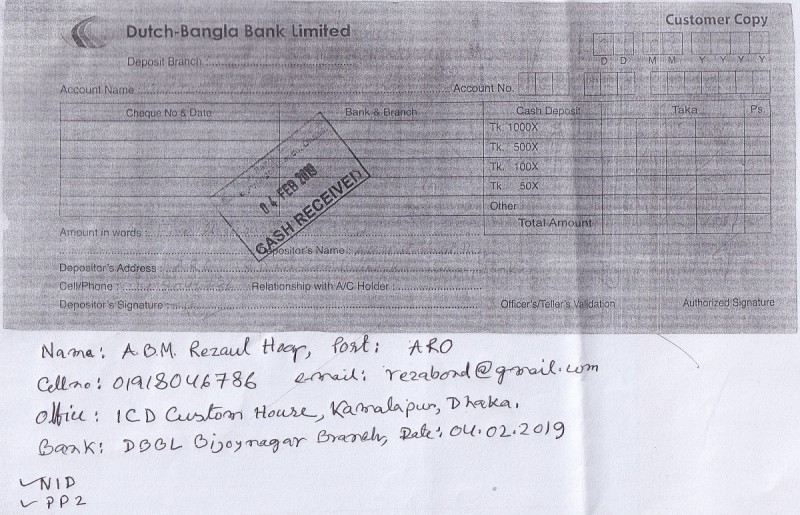 Dutch-Bangla Bank Limited
Customer Copy
Deposit Branch :
D D M M Y Y Y Y
Account Name :
Account No.
Cheque No & Date
Bank & Branch
Cash Deposit
Taka
Ps.
Tk. 1000X
Tk. 500X
Tk. 100X
Tk. 50X
Other
Total Amount
04 FEB 2019
CASH RECEIVED
Amount in words :
Depositor's Name :
Depositor's Address :
Cell/Phone :
Relationship with A/C Holder :
Depositor's Signature :
Officer's/Teller's Validation
Authorized Signature
Name: A.B.M. Rezaul Hoq, Post: ARO
Cell no: 01918046786 email: rezabond@gmail.com
Office: ICD Custom House, Kamalapur, Dhaka.
Bank: DBBL Bijoynagar Branch, Date: 04.02.2019
✓NID
✓PP2